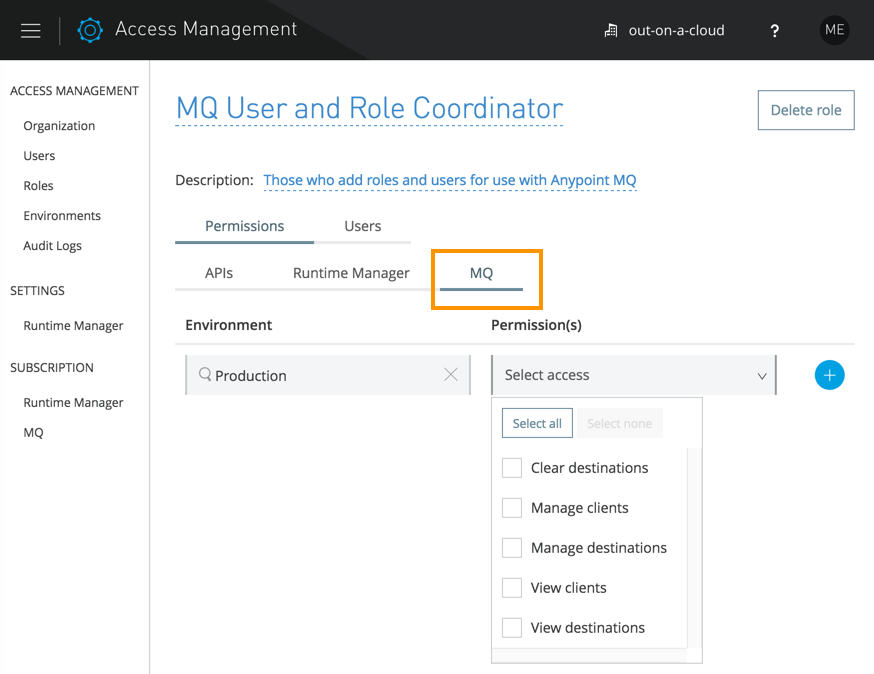 Access Management
out-on-a-cloud
?
ME
ACCESS MANAGEMENT
Organization
Users
Roles
Environments
Audit Logs
SETTINGS
Runtime Manager
SUBSCRIPTION
Runtime Manager
MQ
MQ User and Role Coordinator
Delete role
Description: Those who add roles and users for use with Anypoint MQ
Permissions Users
APIs Runtime Manager MQ
Environment Permission(s)
Production Select access
Select all Select none
Clear destinations
Manage clients
Manage destinations
View clients
View destinations